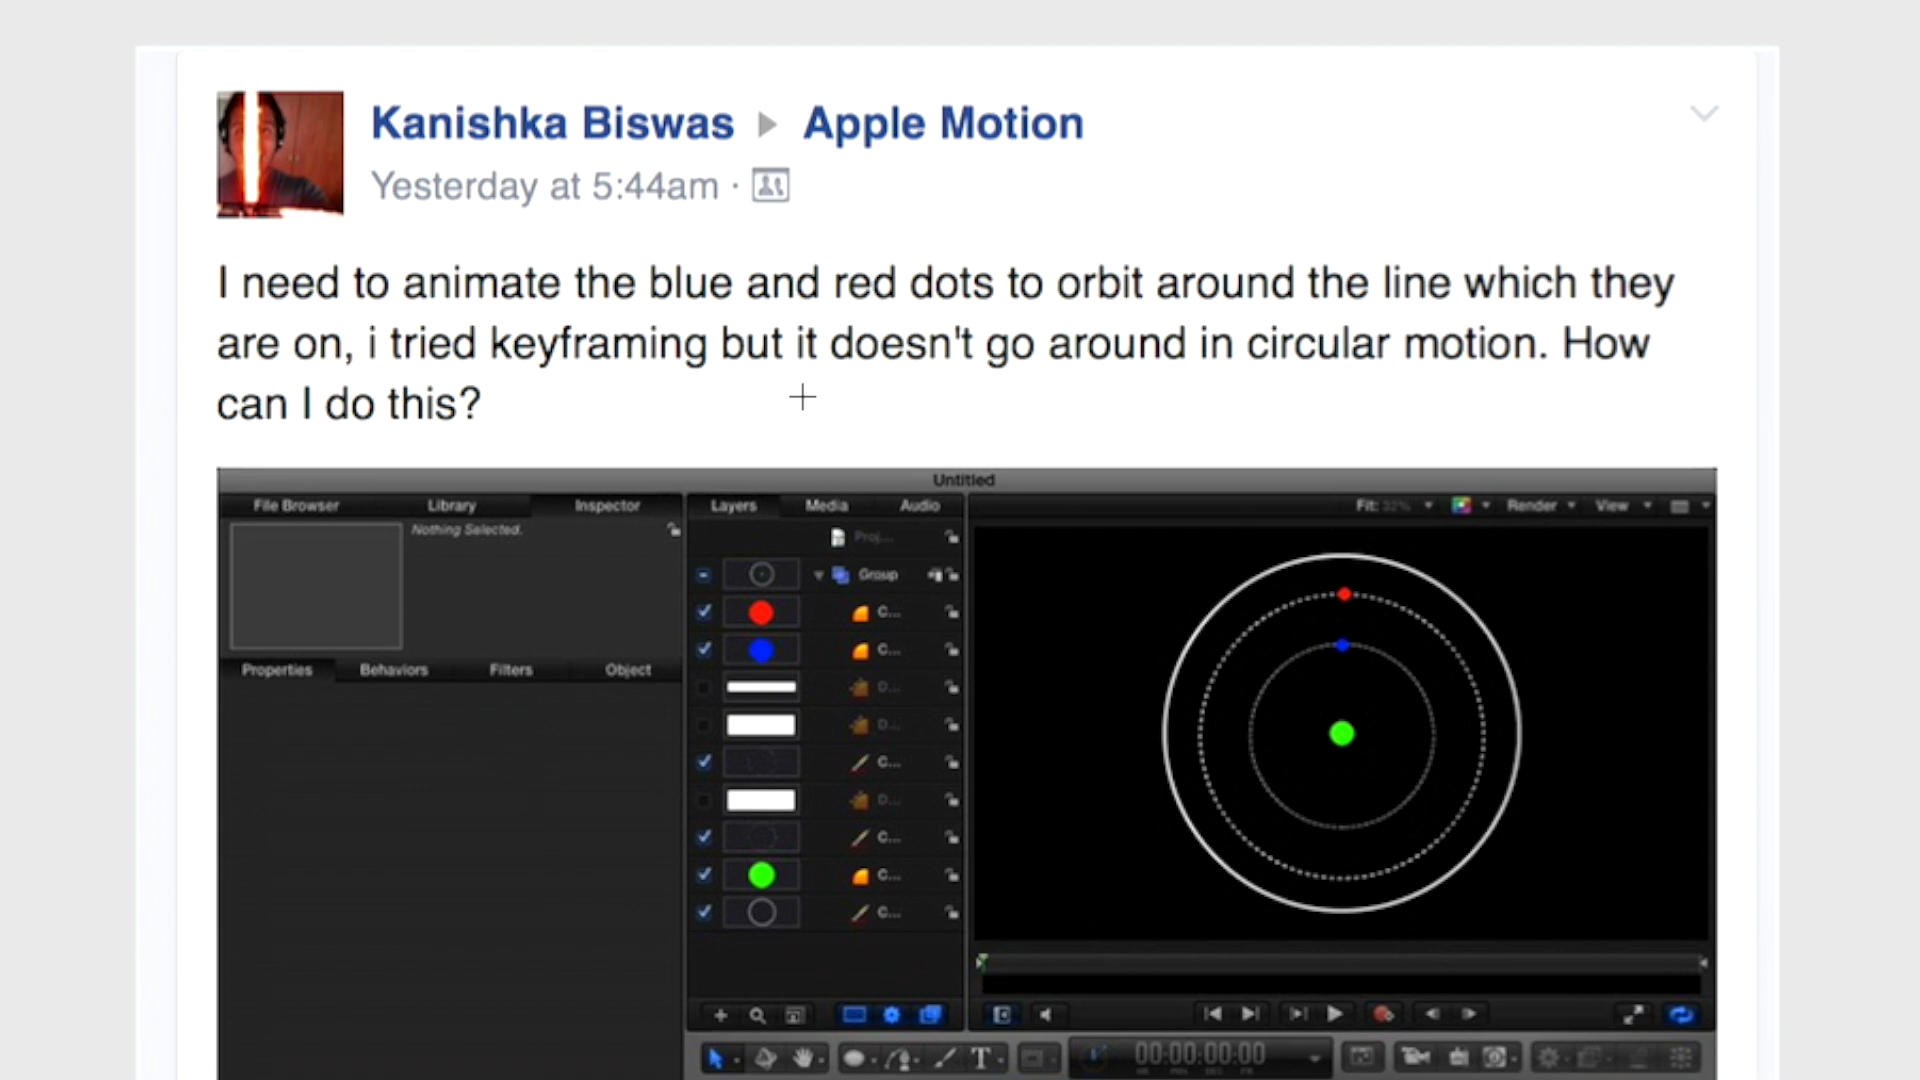 Kanishka Biswas ▸ Apple Motion
Yesterday at 5:44am ·
I need to animate the blue and red dots to orbit around the line which they
are on, i tried keyframing but it doesn't go around in circular motion. How
can I do this?
Untitled
File Browser Library Inspector Layers Media Audio Fit: 32% Render View
Nothing Selected.
Proj...
Group
C...
C...
Properties Behaviors Filters Object
D...
D...
C...
D...
C...
C...
C...
T
00:00:00:00